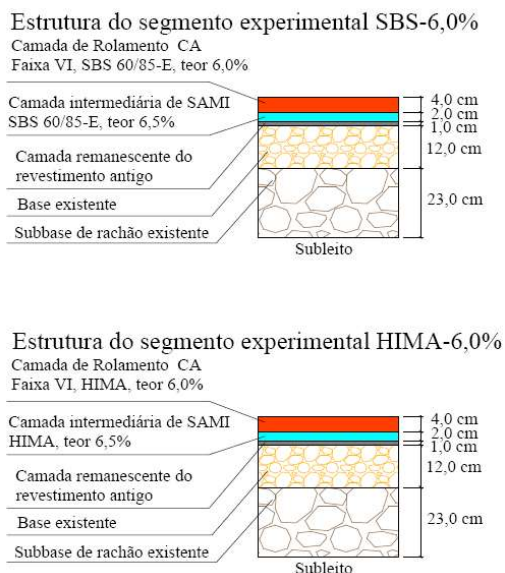 Estrutura do segmento experimental SBS-6,0%
Camada de Rolamento CA
Faixa VI, SBS 60/85-E, teor 6,0%
Camada intermediária de SAMI
SBS 60/85-E, teor 6,5%
Camada remanescente do
revestimento antigo
Base existente
Subbase de rachão existente
4,0 cm
2,0 cm
1,0 cm
12,0 cm
23,0 cm
Subleito
Estrutura do segmento experimental HIMA-6,0%
Camada de Rolamento CA
Faixa VI, HIMA, teor 6,0%
Camada intermediária de SAMI
HIMA, teor 6,5%
Camada remanescente do
revestimento antigo
Base existente
Subbase de rachão existente
4,0 cm
2,0 cm
1,0 cm
12,0 cm
23,0 cm
Subleito